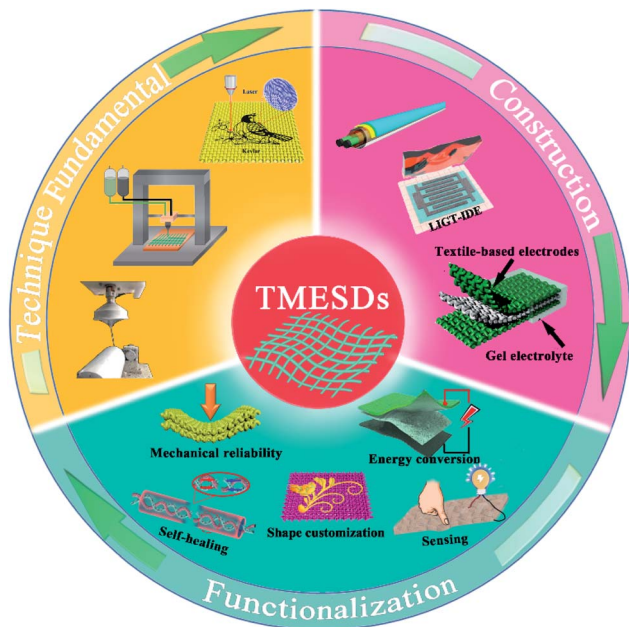 Technique Fundamental
Laser
Kevlar
Construction
LIGT-IDE
Textile-based electrodes
Gel electrolyte
TMESDs
Mechanical reliability
Energy conversion
Self-healing
Shape customization
Sensing
Functionalization